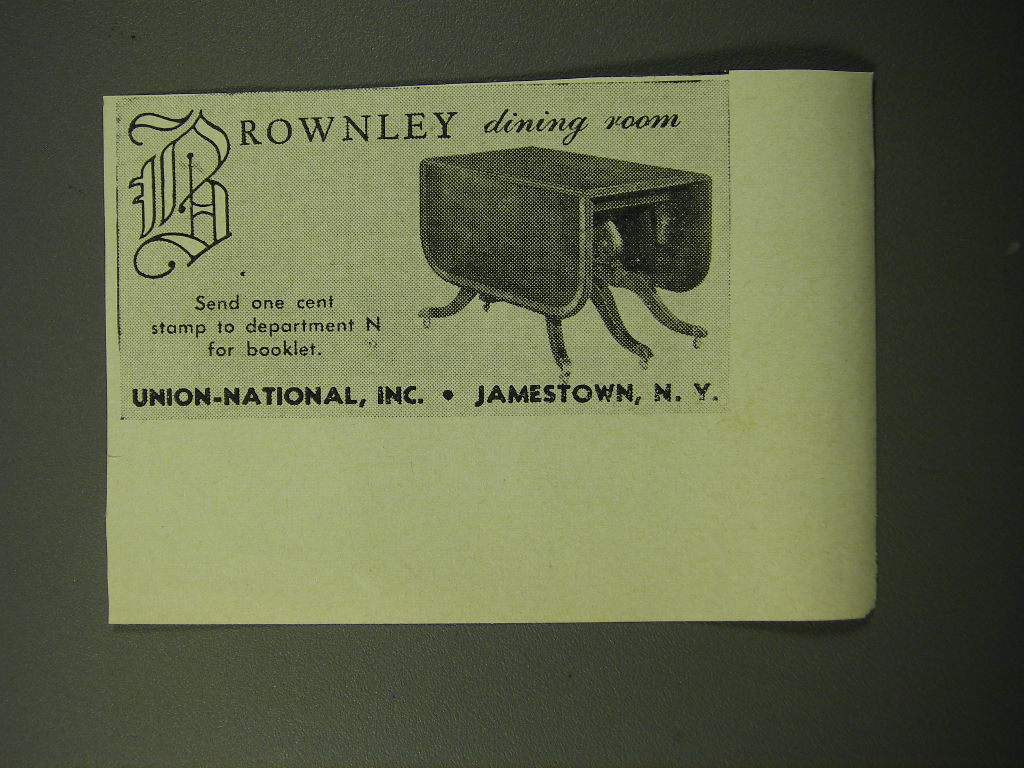 BROWNLEY dining room
Send one cent
stamp to department N
for booklet.
UNION-NATIONAL, INC. • JAMESTOWN, N. Y.